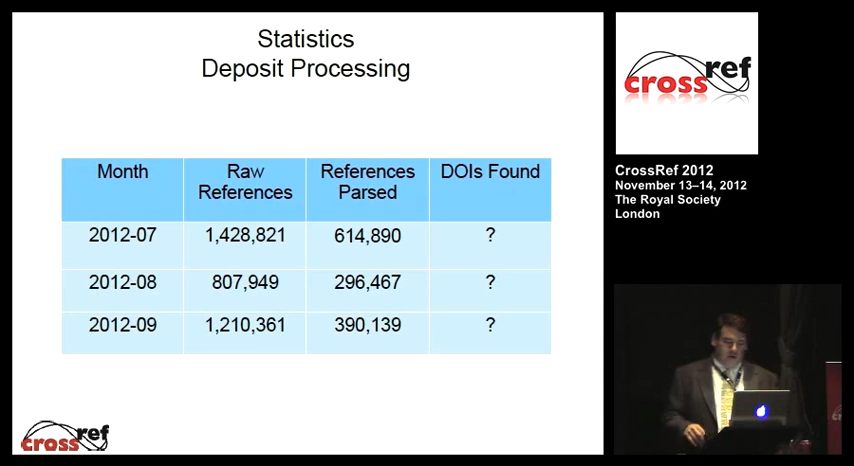 Statistics
Deposit Processing
Month Raw References References Parsed DOIs Found
2012-07 1,428,821 614,890 ?
2012-08 807,949 296,467 ?
2012-09 1,210,361 390,139 ?
crossref
crossref
CrossRef 2012
November 13–14, 2012
The Royal Society
London